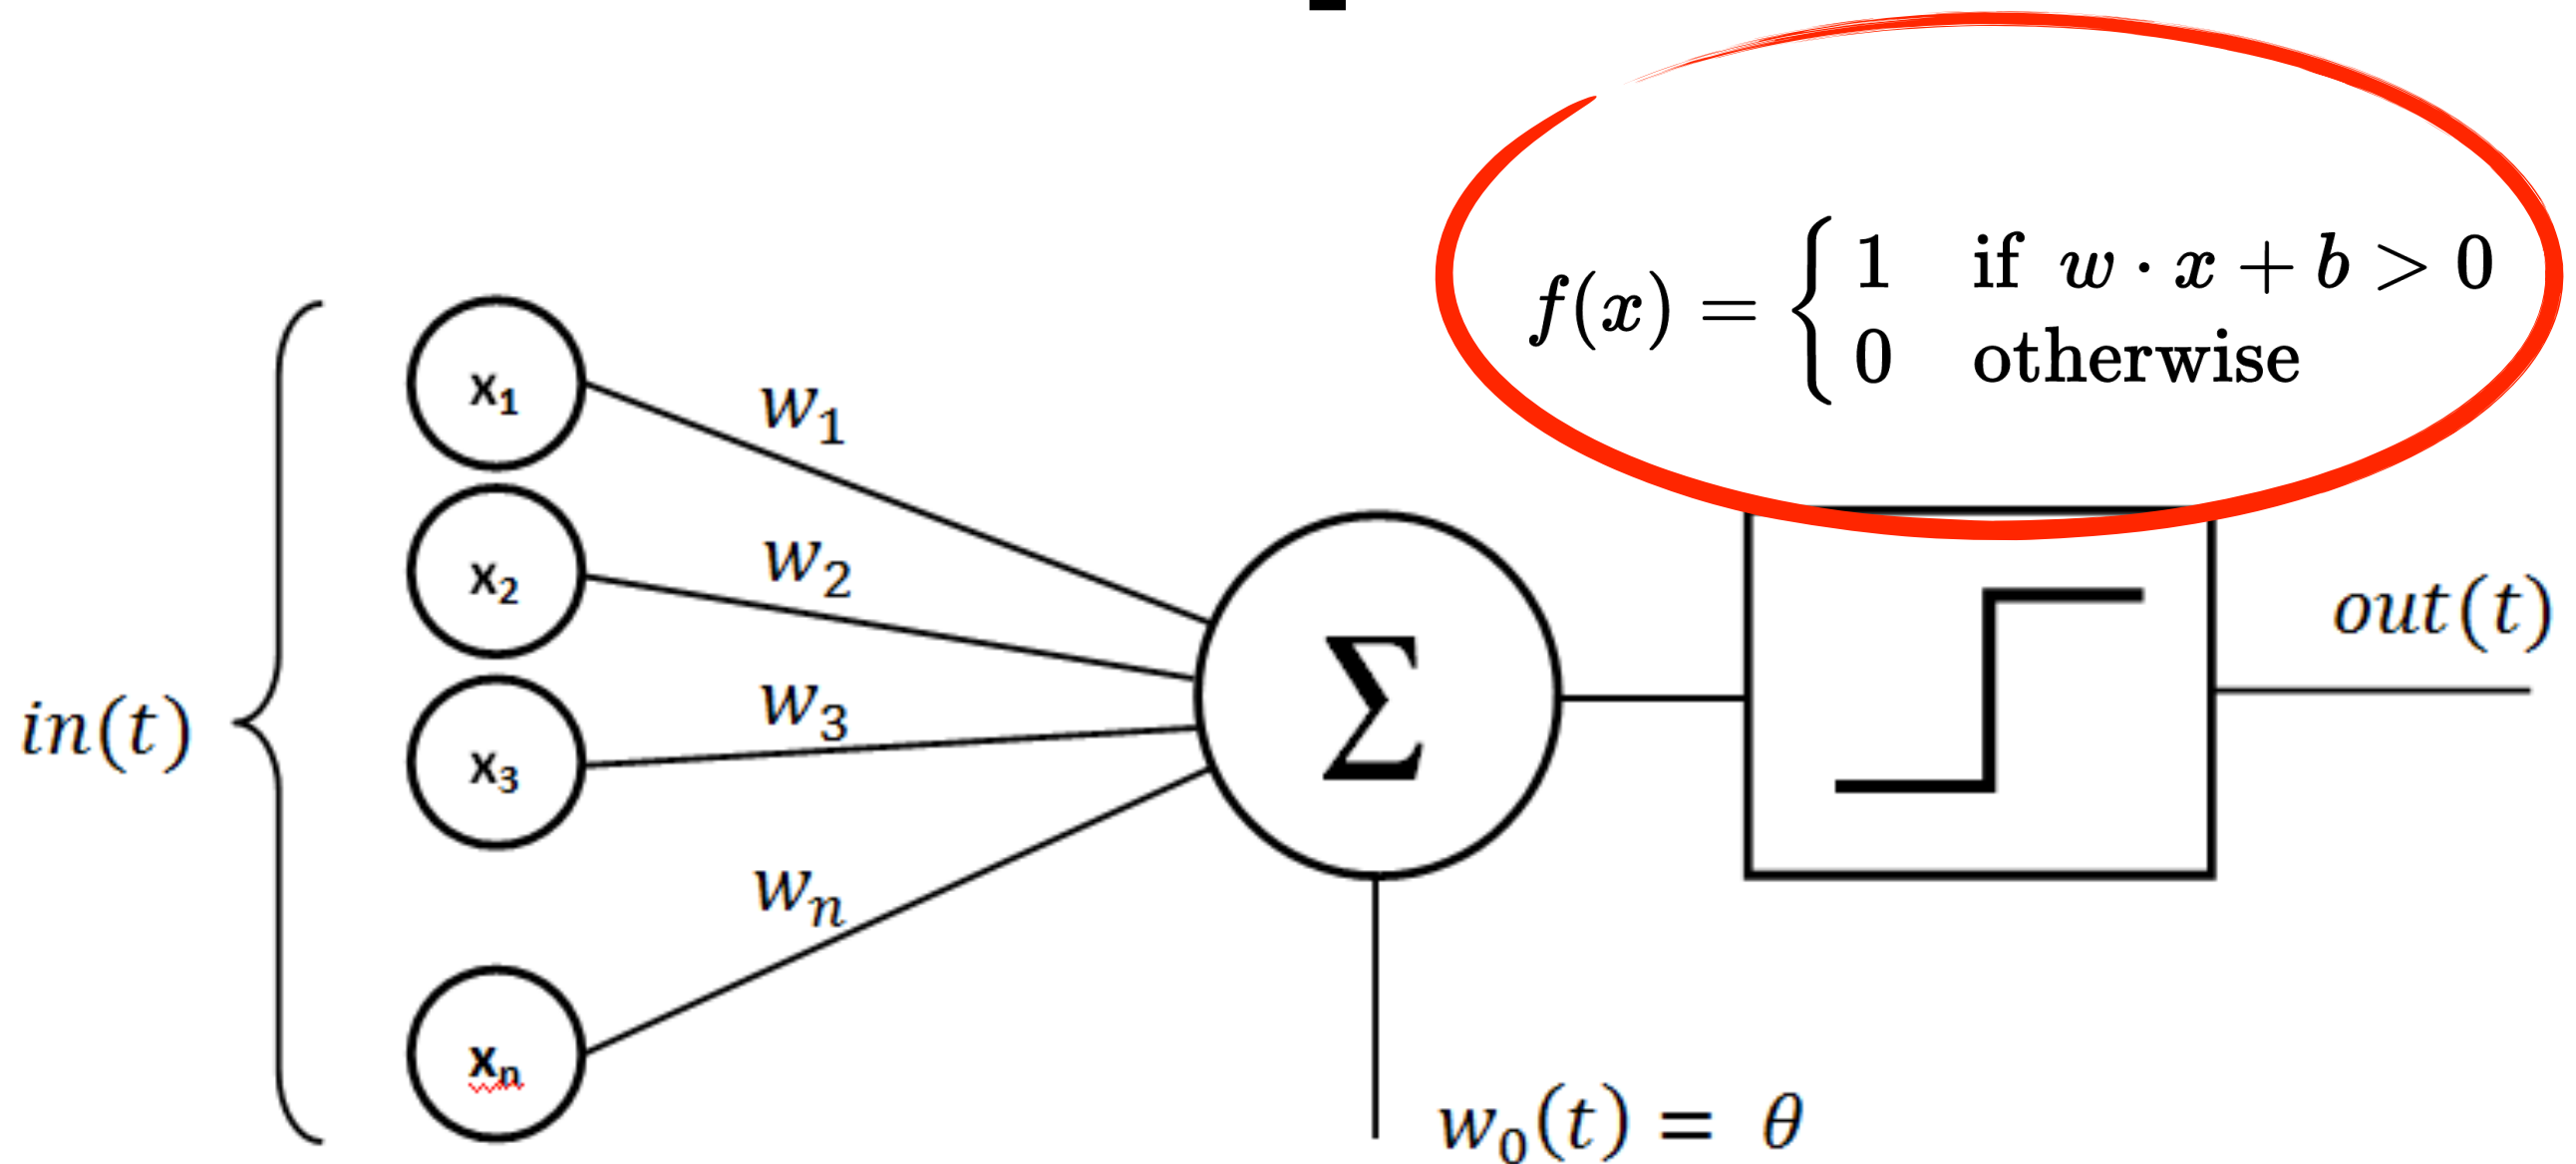 f(x) = { 1 if w · x + b > 0
0 otherwise
x₁
w₁
x₂
w₂
Σ
out(t)
in(t)
x₃
w₃
wₙ
xₙ
w₀(t) = θ